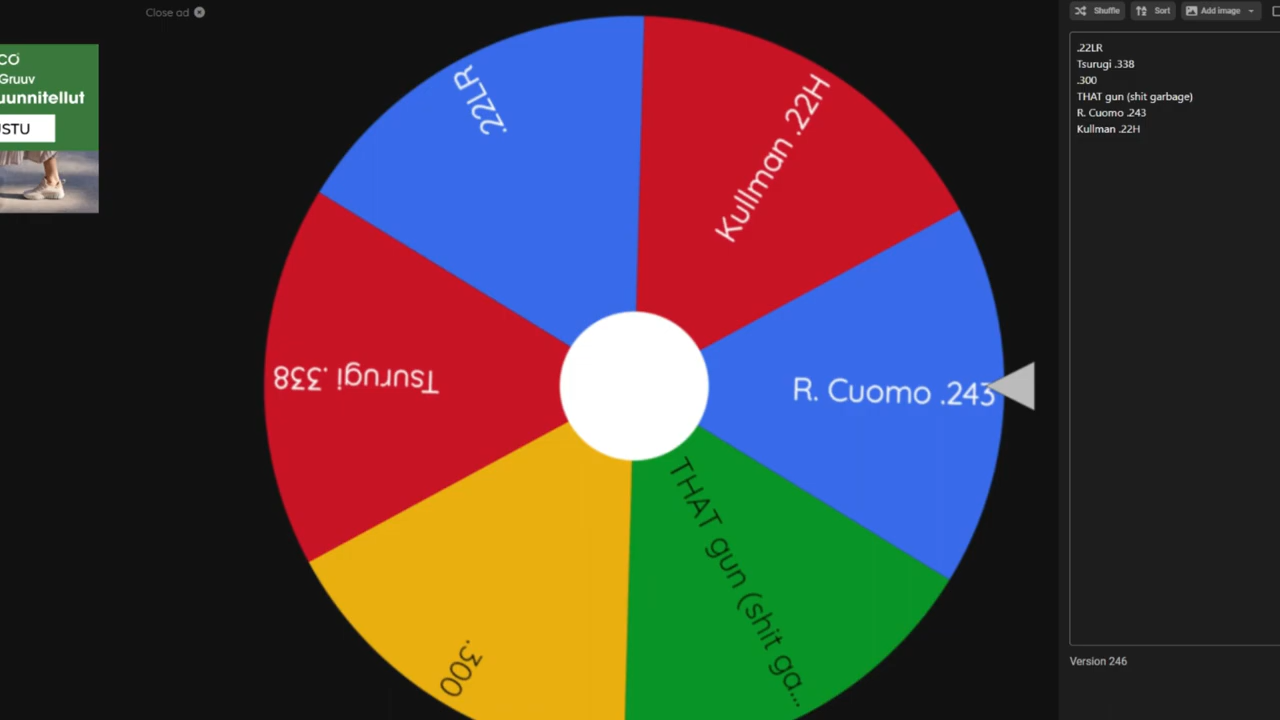 Close ad
CO
Gruuv
uunnitellut
STU
.22LR
Kullman .22H
R. Cuomo .243
THAT gun (shit ga...
.300
Tsurugi .338
Shuffle
Sort
Add image
.22LR
Tsurugi .338
.300
THAT gun (shit garbage)
R. Cuomo .243
Kullman .22H
Version 246